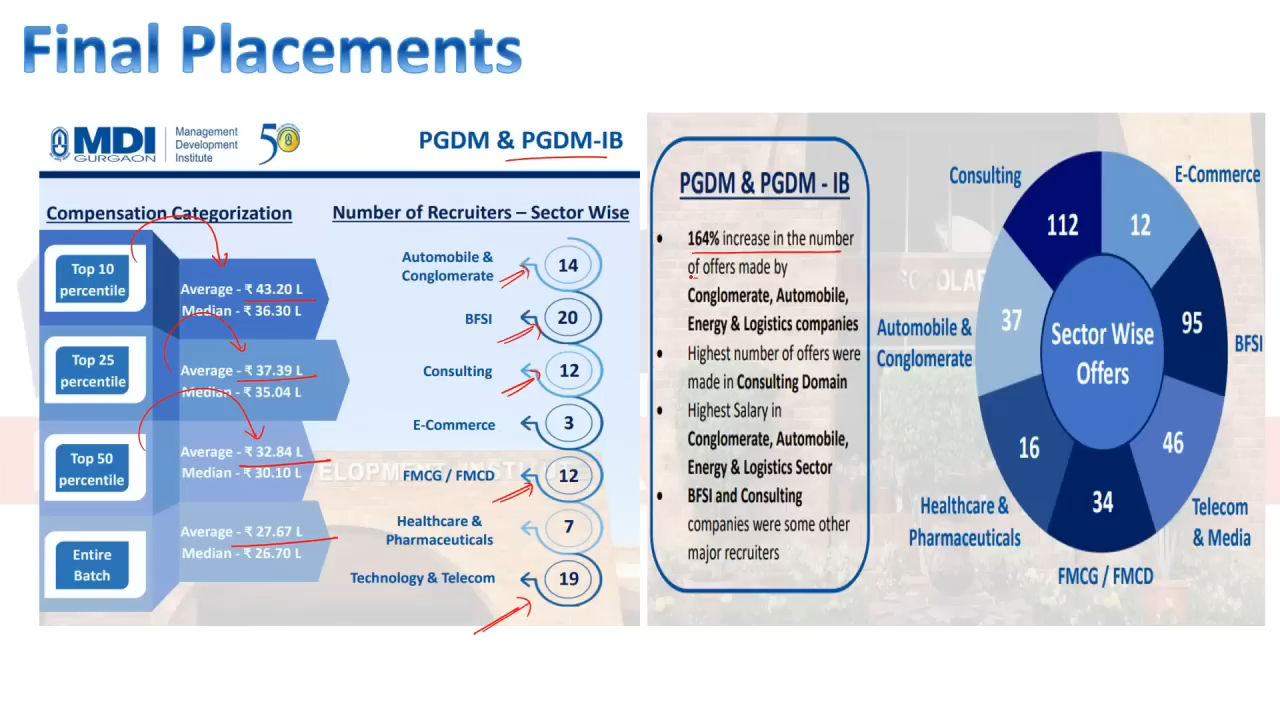 Final Placements
MDI
GURGAON
Management
Development
Institute
50
PGDM & PGDM-IB
Compensation Categorization
Top 10
percentile
Average - ₹ 43.20 L
Median - ₹ 36.30 L
Top 25
percentile
Average - ₹ 37.39 L
Median - ₹ 35.04 L
Top 50
percentile
Average - ₹ 32.84 L
Median - ₹ 30.10 L
Entire
Batch
Average - ₹ 27.67 L
Median - ₹ 26.70 L
Number of Recruiters – Sector Wise
Automobile &
Conglomerate
14
BFSI
20
Consulting
12
E-Commerce
3
FMCG / FMCD
12
Healthcare &
Pharmaceuticals
7
Technology & Telecom
19
PGDM & PGDM - IB
• 164% increase in the number
of offers made by
Conglomerate, Automobile,
Energy & Logistics companies
• Highest number of offers were
made in Consulting Domain
• Highest Salary in
Conglomerate, Automobile,
Energy & Logistics Sector
• BFSI and Consulting
companies were some other
major recruiters
Sector Wise
Offers
Consulting
112
E-Commerce
12
BFSI
95
Telecom
& Media
46
FMCG / FMCD
34
Healthcare &
Pharmaceuticals
16
Automobile &
Conglomerate
37